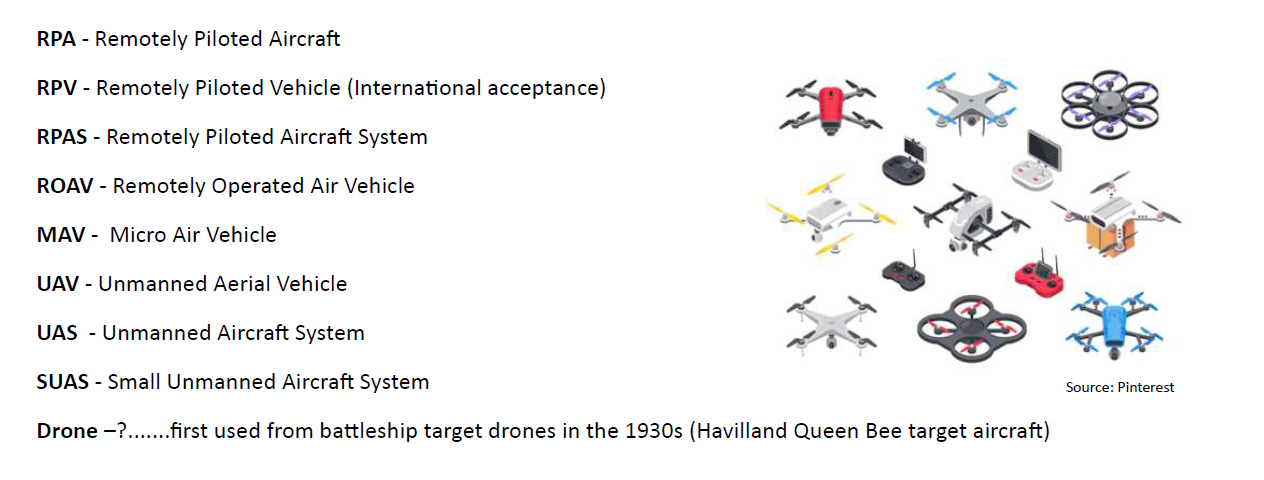 RPA - Remotely Piloted Aircraft
RPV - Remotely Piloted Vehicle (International acceptance)
RPAS - Remotely Piloted Aircraft System
ROAV - Remotely Operated Air Vehicle
MAV -  Micro Air Vehicle
UAV - Unmanned Aerial Vehicle
UAS  - Unmanned Aircraft System
SUAS - Small Unmanned Aircraft System
Source: Pinterest
Drone –?.......first used from battleship target drones in the 1930s (Havilland Queen Bee target aircraft)